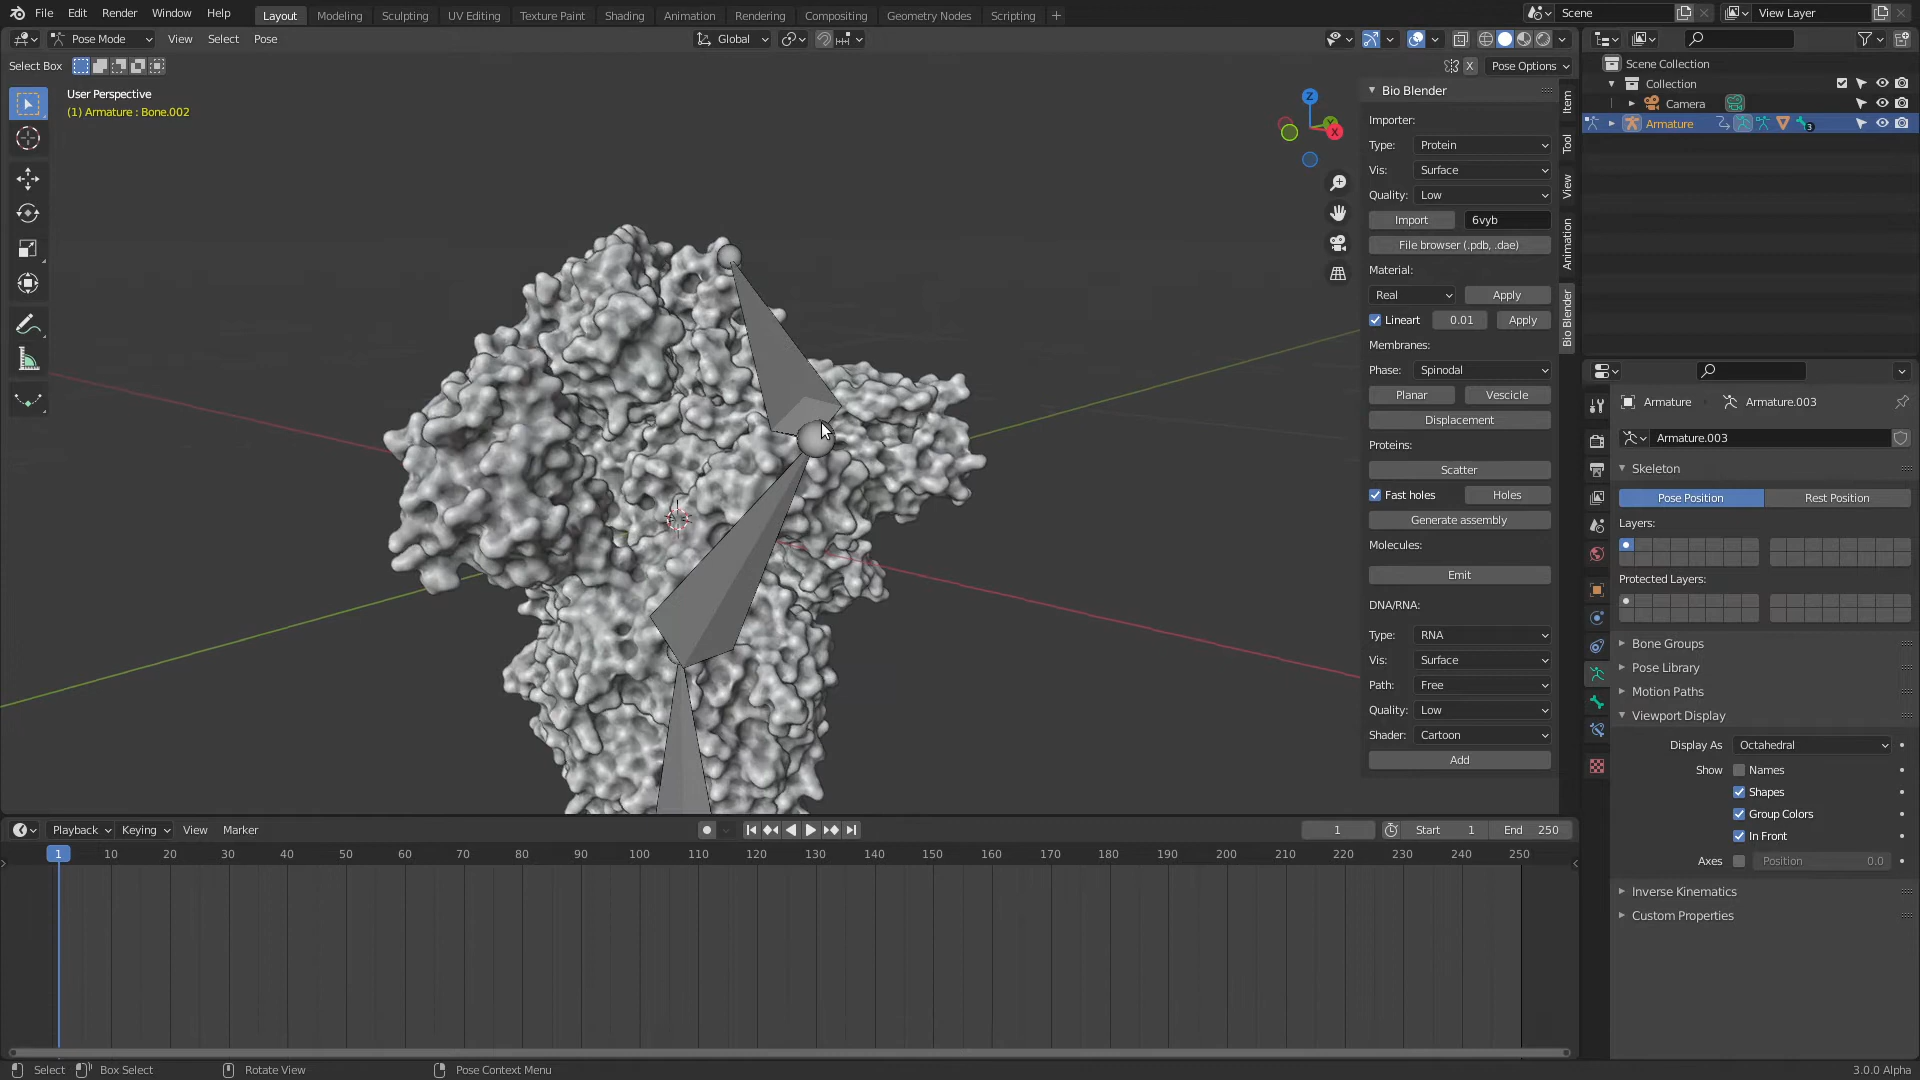 File Edit Render Window Help Layout Modeling Sculpting UV Editing Texture Paint Shading Animation Rendering Compositing Geometry Nodes Scripting + Scene View Layer
Pose Mode View Select Pose Global
Select Box X Pose Options
User Perspective
(1) Armature : Bone.002
Z
Y
X
Bio Blender
Importer:
Type: Protein
Vis: Surface
Quality: Low
Import 6vyb
File browser (.pdb, .dae)
Material:
Real Apply
Lineart 0.01 Apply
Membranes:
Phase: Spinodal
Planar Vescicle
Displacement
Proteins:
Scatter
Fast holes Holes
Generate assembly
Molecules:
Emit
DNA/RNA:
Type: RNA
Vis: Surface
Path: Free
Quality: Low
Shader: Cartoon
Add
Item
Tool
View
Animation
Bio Blender
Scene Collection
Collection
Camera
Armature 3
Armature Armature.003
Armature.003
Skeleton
Pose Position Rest Position
Layers:
Protected Layers:
Bone Groups
Pose Library
Motion Paths
Viewport Display
Display As Octahedral
Show Names
Shapes
Group Colors
In Front
Axes Position 0.0
Inverse Kinematics
Custom Properties
Playback Keying View Marker 1 Start 1 End 250
1 10 20 30 40 50 60 70 80 90 100 110 120 130 140 150 160 170 180 190 200 210 220 230 240 250
Select Box Select Rotate View Pose Context Menu 3.0.0 Alpha